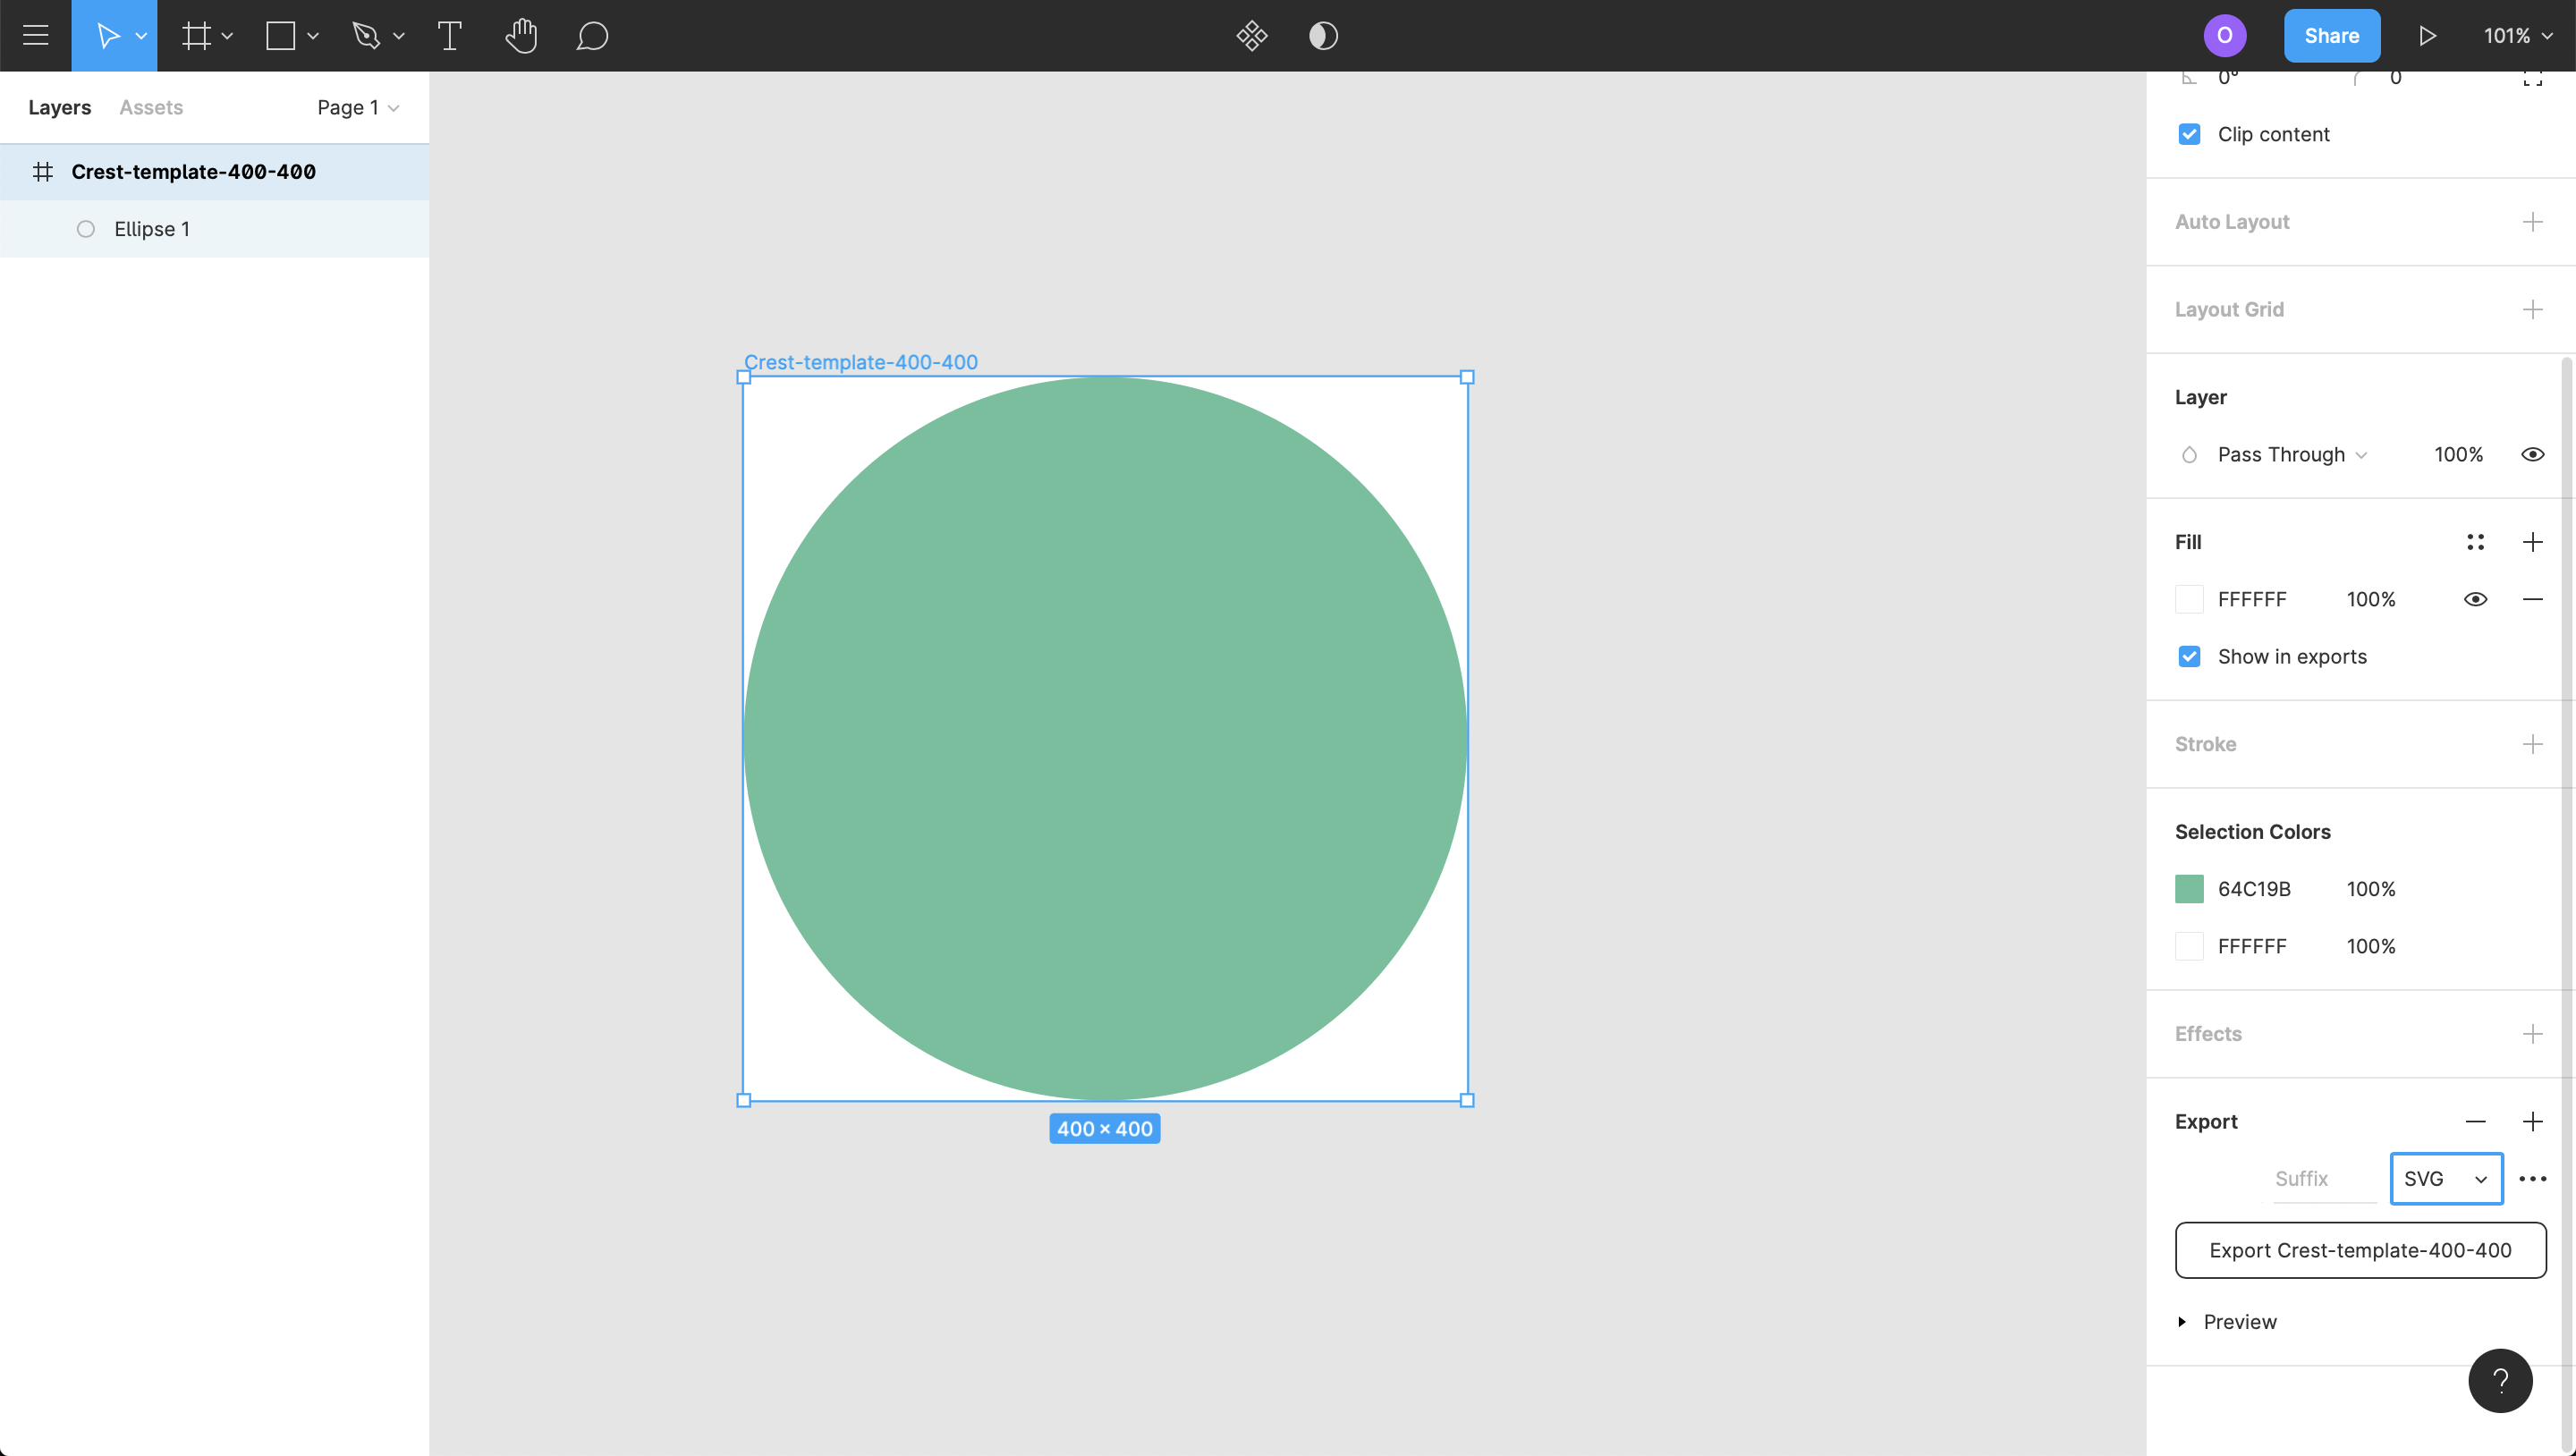 O
Share
101%
Layers
Assets
Page 1
Crest-template-400-400
Ellipse 1
Crest-template-400-400
400 × 400
0°
0
Clip content
Auto Layout
Layout Grid
Layer
Pass Through
100%
Fill
FFFFFF
100%
Show in exports
Stroke
Selection Colors
64C19B
100%
FFFFFF
100%
Effects
Export
Suffix
SVG
Export Crest-template-400-400
Preview
?